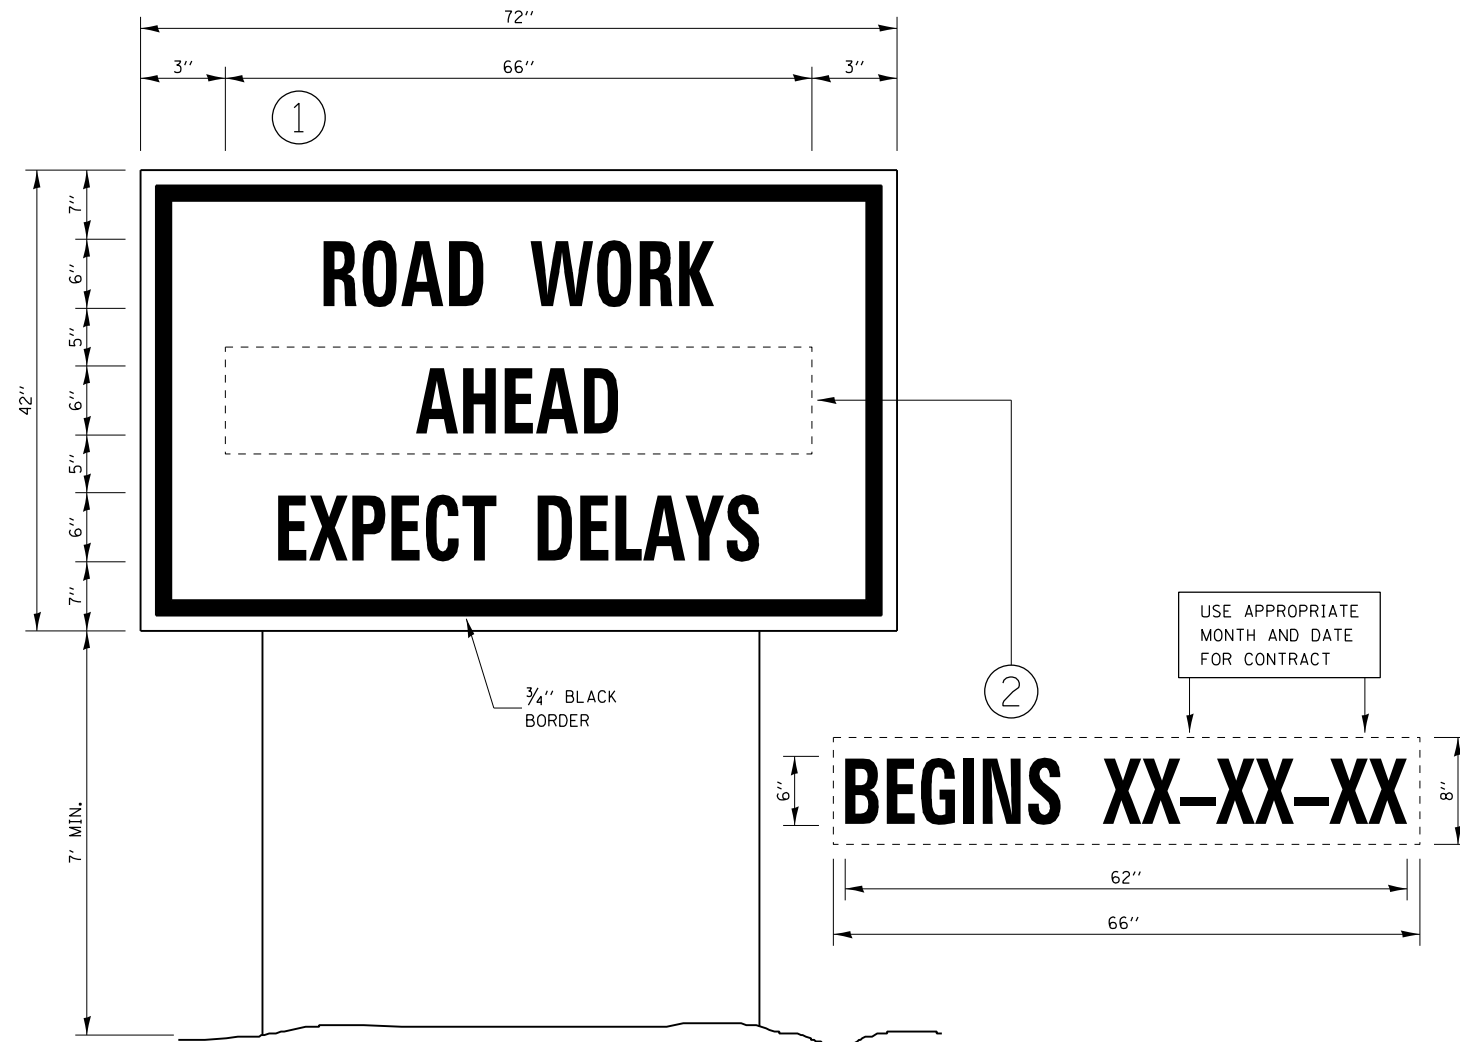 72''
3'' 66'' 3''
1
7''
6''
5''
6''
5''
6''
7''
42''
7' MIN.
ROAD WORK
AHEAD
EXPECT DELAYS
3/4'' BLACK
BORDER
2
USE APPROPRIATE
MONTH AND DATE
FOR CONTRACT
6''
BEGINS XX-XX-XX
8''
62''
66''